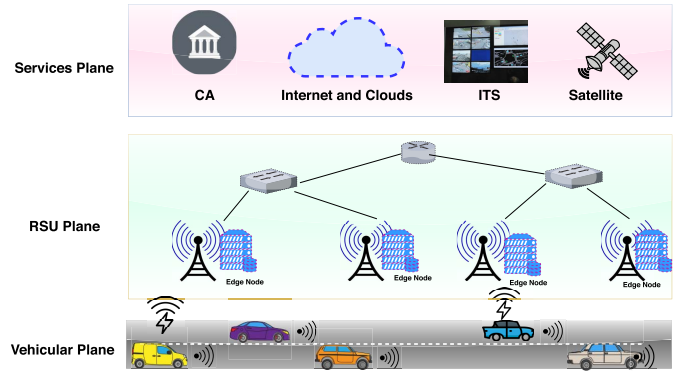 Services Plane
CA
Internet and Clouds
ITS
Satellite
RSU Plane
Edge Node
Edge Node
Edge Node
Edge Node
Vehicular Plane